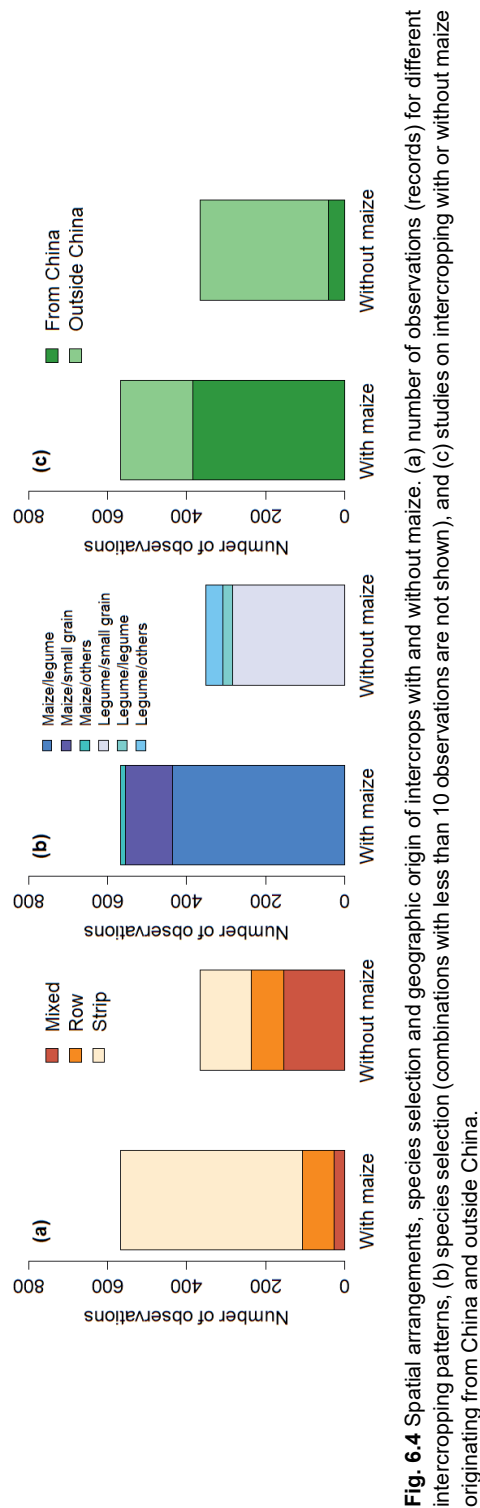 (a)
Number of observations
0
200
400
600
800
With maize
Without maize
Mixed
Row
Strip
(b)
Number of observations
0
200
400
600
800
With maize
Without maize
Maize/legume
Maize/small grain
Maize/others
Legume/small grain
Legume/legume
Legume/others
(c)
Number of observations
0
200
400
600
800
With maize
Without maize
From China
Outside China
Fig. 6.4 Spatial arrangements, species selection and geographic origin of intercrops with and without maize. (a) number of observations (records) for different
intercropping patterns, (b) species selection (combinations with less than 10 observations are not shown), and (c) studies on intercropping with or without maize
originating from China and outside China.